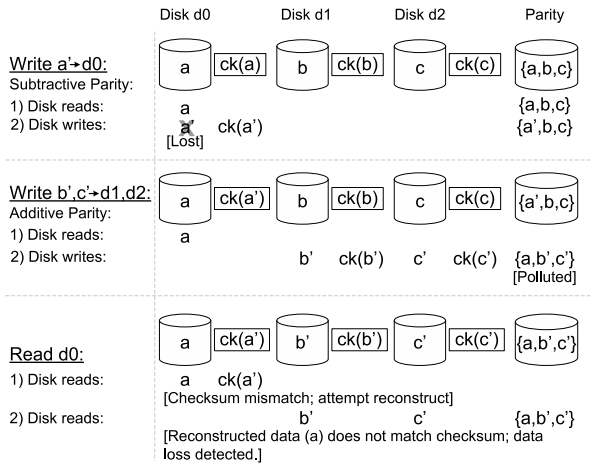 Disk d0 Disk d1 Disk d2 Parity
Write a'→d0: a ck(a) b ck(b) c ck(c) {a,b,c}
Subtractive Parity:
1) Disk reads: a {a,b,c}
2) Disk writes: a' ck(a') {a',b,c}
[Lost]
Write b',c'→d1,d2: a ck(a') b ck(b) c ck(c) {a',b,c}
Additive Parity:
1) Disk reads: a
2) Disk writes: b' ck(b') c' ck(c') {a,b',c'}
[Polluted]
Read d0: a ck(a') b' ck(b') c' ck(c') {a,b',c'}
1) Disk reads: a ck(a')
[Checksum mismatch; attempt reconstruct]
2) Disk reads: b' c' {a,b',c'}
[Reconstructed data (a) does not match checksum; data
loss detected.]